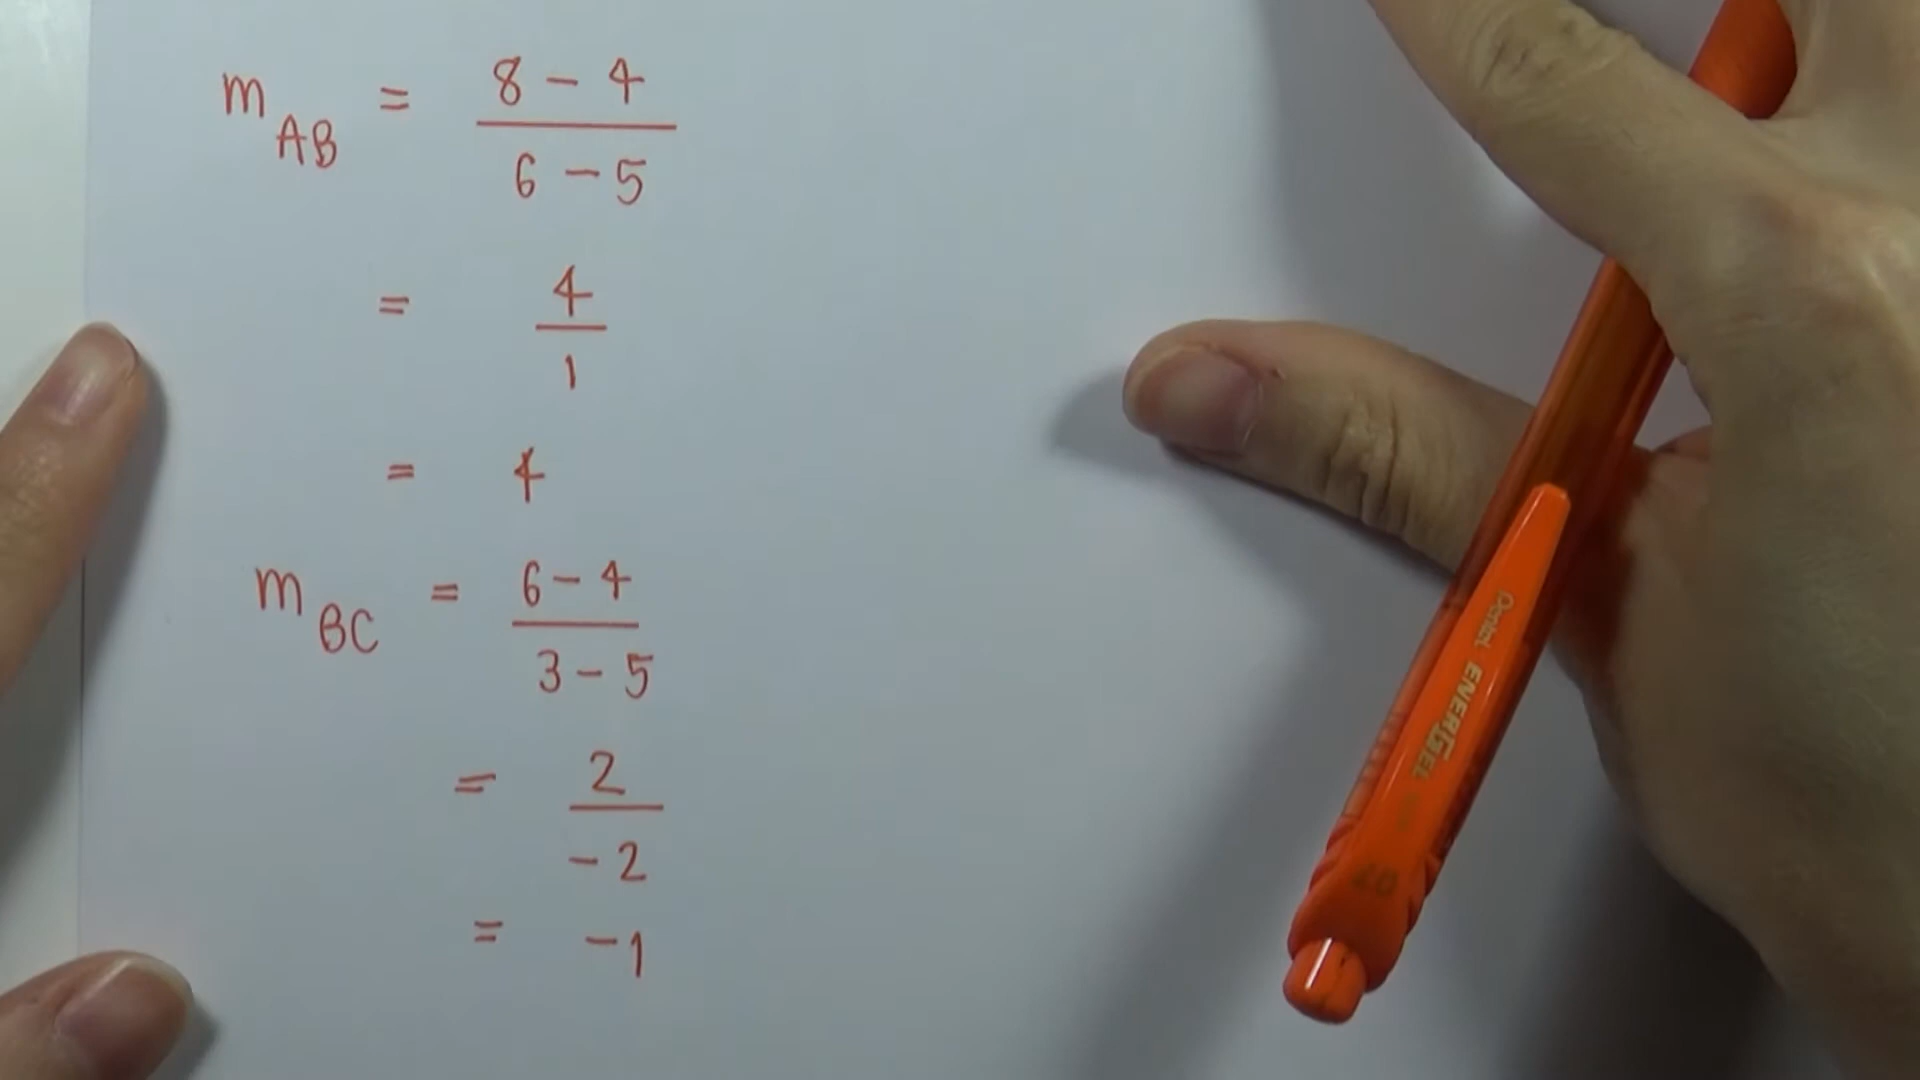 m_AB = 8 - 4
6 - 5
= 4
1
= 4
m_BC = 6 - 4
3 - 5
= 2
-2
= -1
Pentel ENERGEL